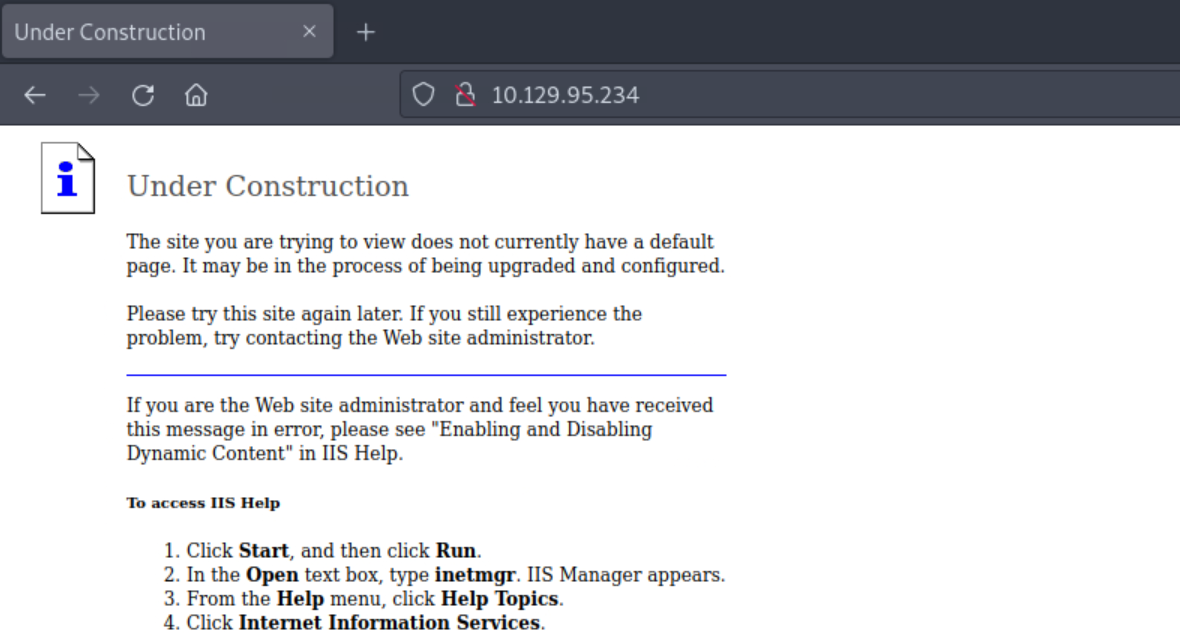 Under Construction
10.129.95.234
Under Construction
The site you are trying to view does not currently have a default
page. It may be in the process of being upgraded and configured.
Please try this site again later. If you still experience the
problem, try contacting the Web site administrator.
If you are the Web site administrator and feel you have received
this message in error, please see "Enabling and Disabling
Dynamic Content" in IIS Help.
To access IIS Help
1. Click Start, and then click Run.
2. In the Open text box, type inetmgr. IIS Manager appears.
3. From the Help menu, click Help Topics.
4. Click Internet Information Services.